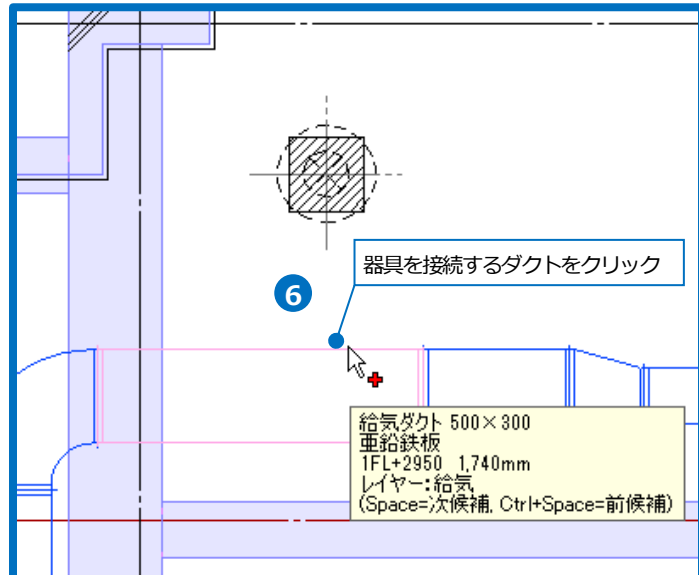 器具を接続するダクトをクリック
6
給気ダクト 500×300
亜鉛鉄板
1FL+2950 1,740mm
レイヤー:給気
(Space=次候補, Ctrl+Space=前候補)